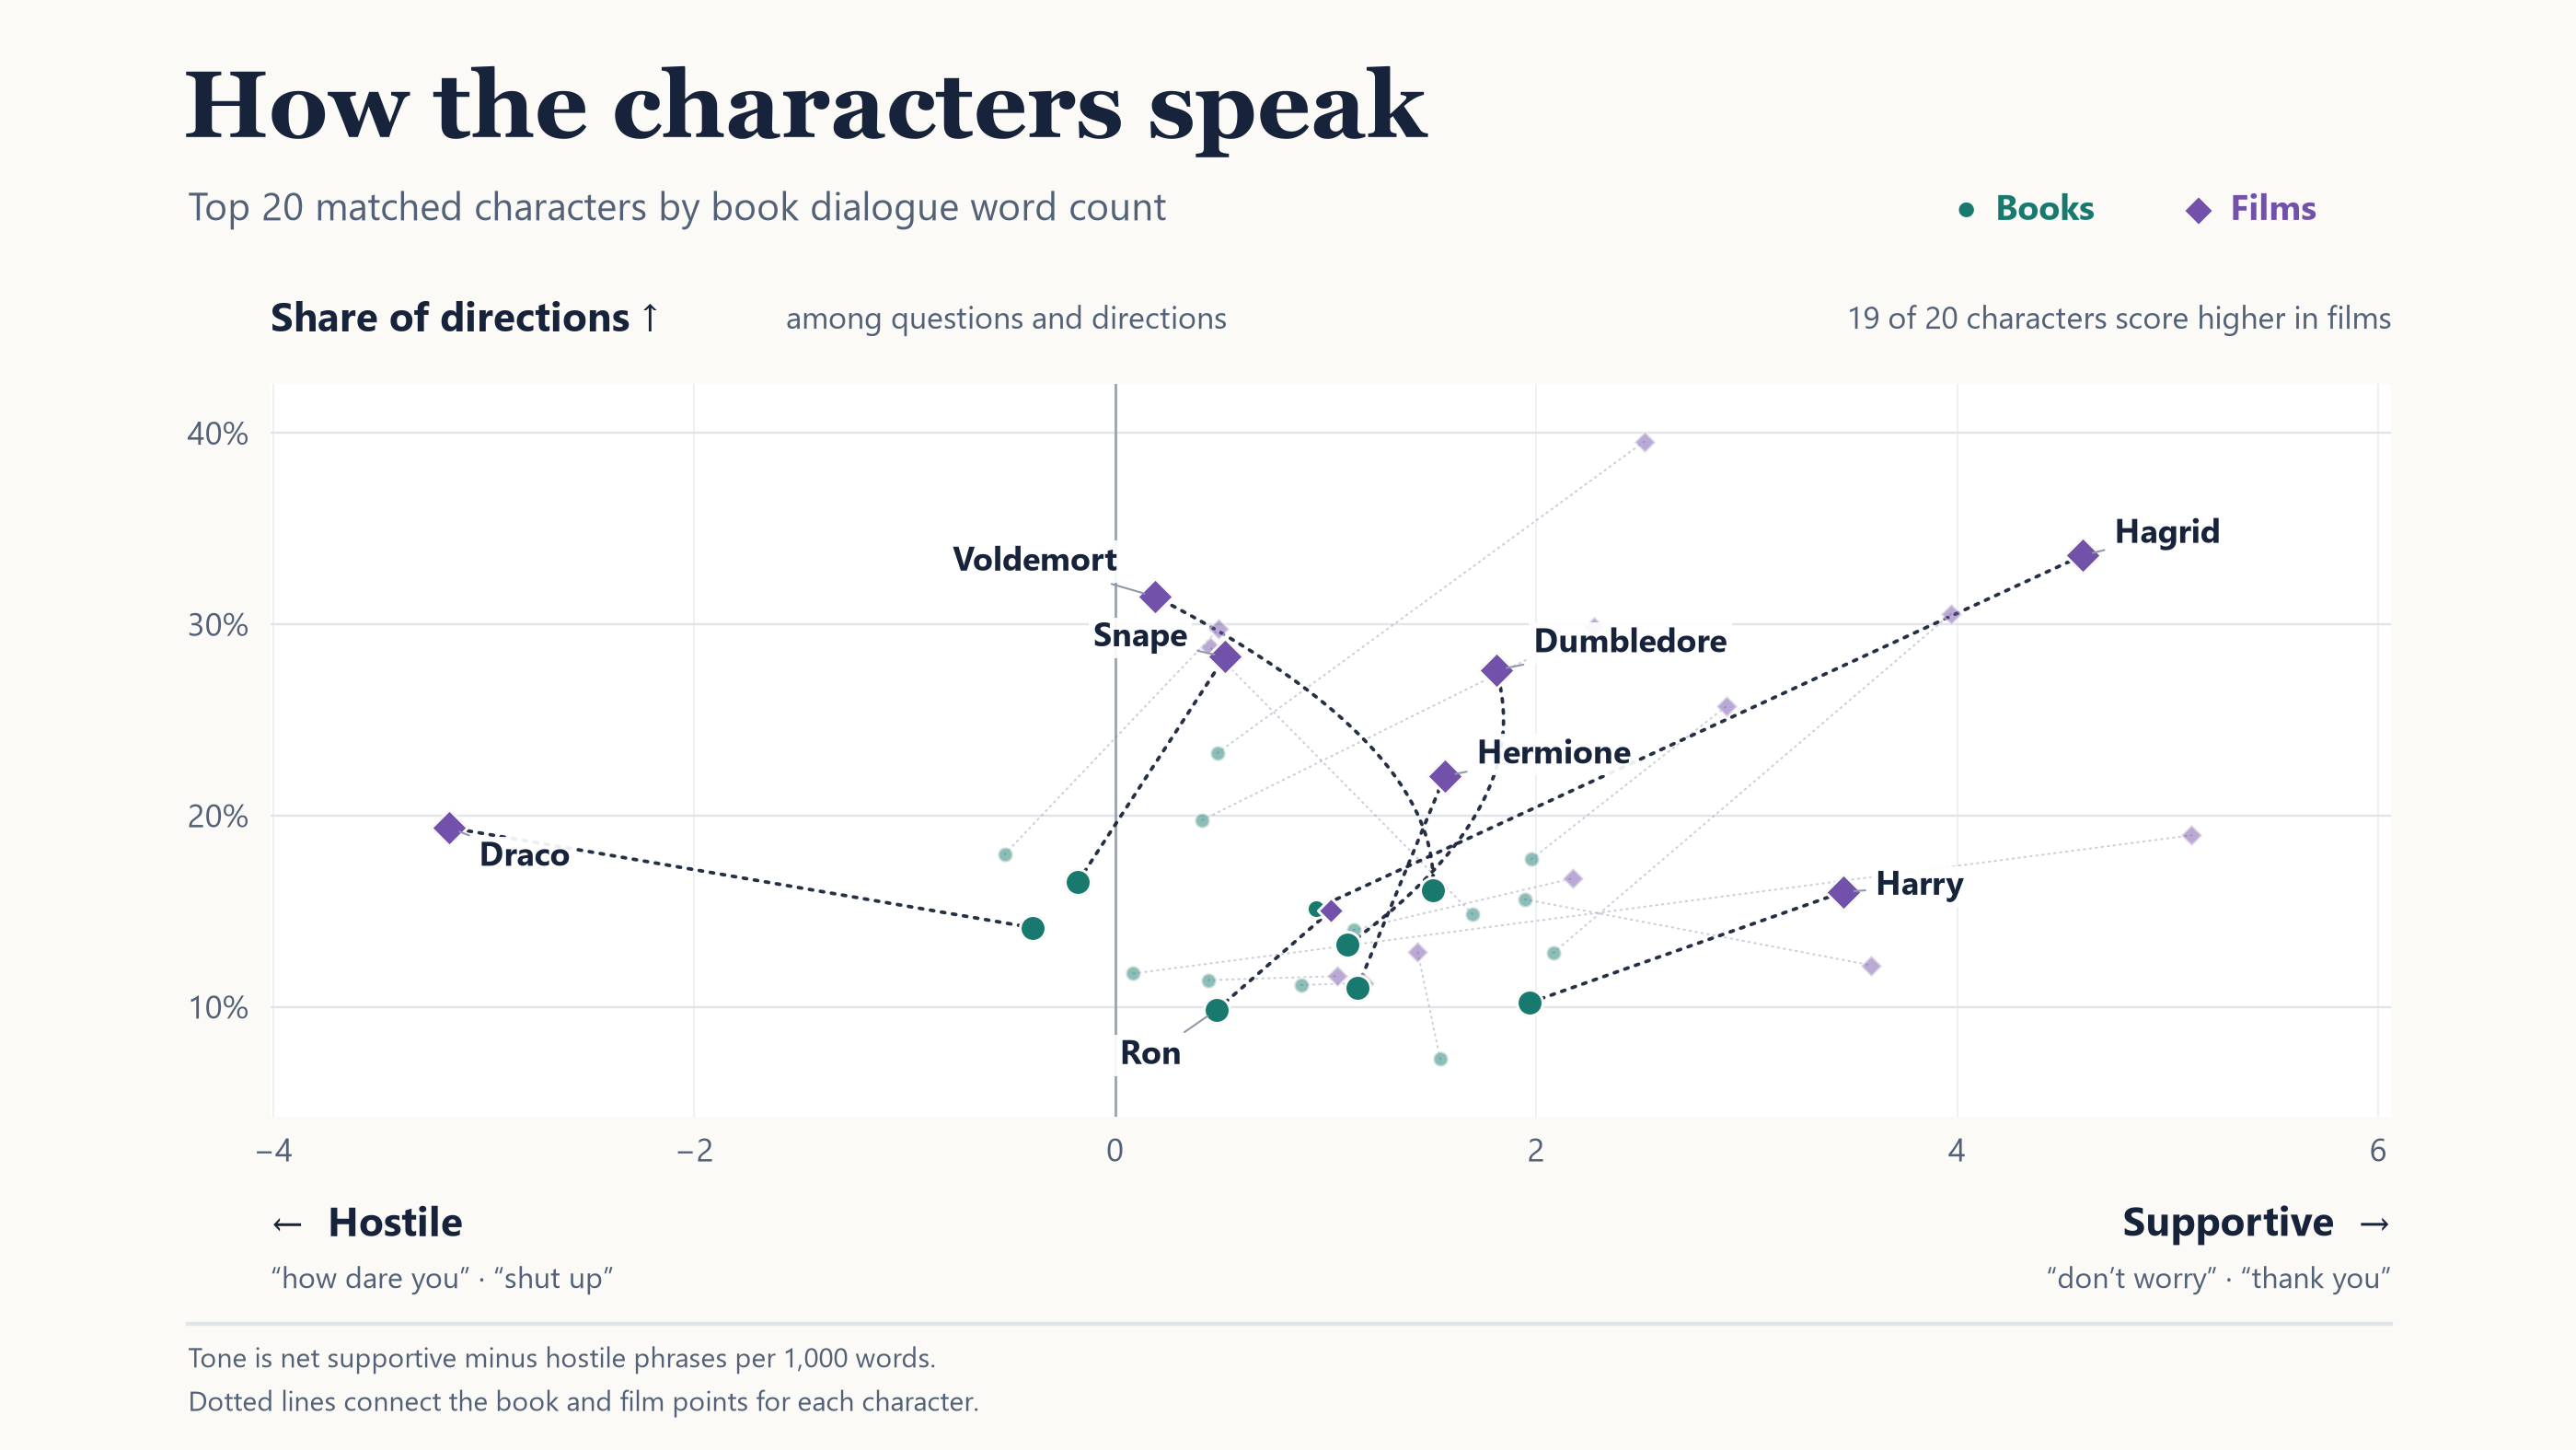 How the characters speak
Top 20 matched characters by book dialogue word count
Books
Films
Share of directions ↑
among questions and directions
19 of 20 characters score higher in films
40%
30%
20%
10%
Voldemort
Hagrid
Snape
Dumbledore
Hermione
Draco
Harry
Ron
−4
−2
0
2
4
6
← Hostile
Supportive →
“how dare you” · “shut up”
“don’t worry” · “thank you”
Tone is net supportive minus hostile phrases per 1,000 words.
Dotted lines connect the book and film points for each character.